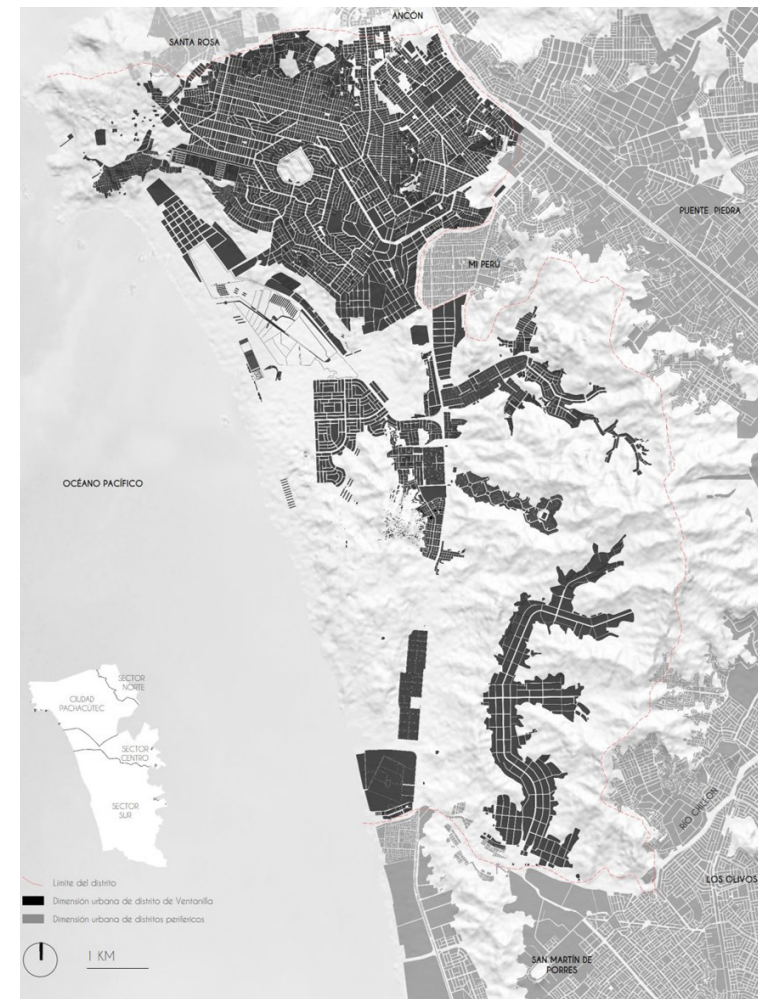 ANCÓN
SANTA ROSA
PUENTE PIEDRA
MI PERÚ
OCÉANO PACÍFICO
SECTOR
NORTE
CIUDAD
PACHACÚTEC
SECTOR
CENTRO
SECTOR
SUR
RÍO CHILLÓN
LOS OLIVOS
Límite del distrito
Dimensión urbana de distrito de Ventanilla
Dimensión urbana de distritos periféricos
1 KM
SAN MARTÍN DE
PORRES